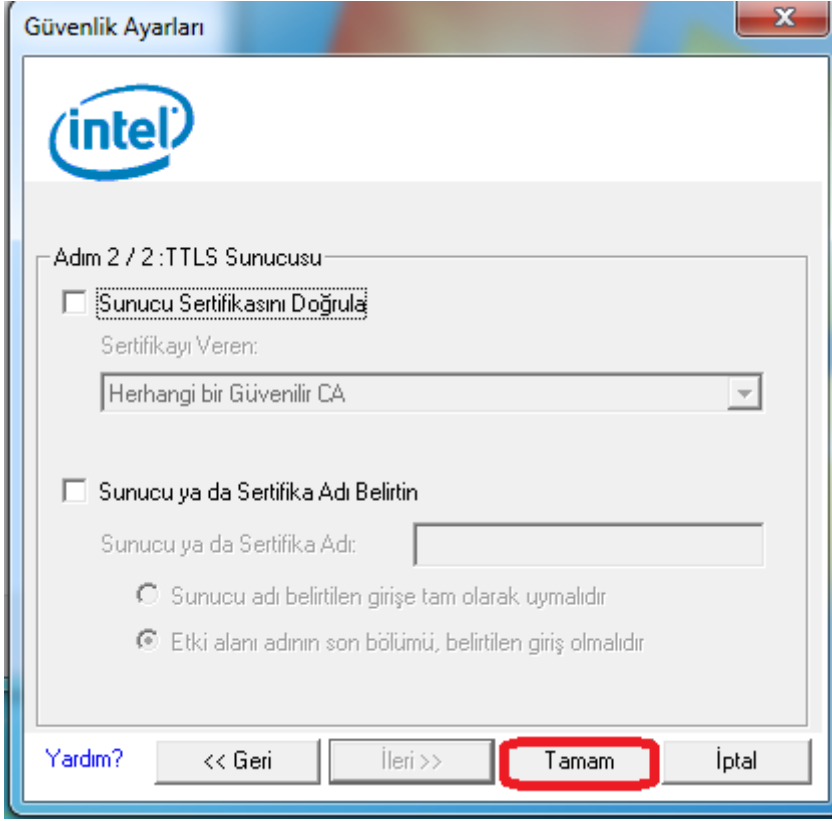 Güvenlik Ayarları
intel
Adım 2 / 2 :TTLS Sunucusu
Sunucu Sertifikasını Doğrula
Sertifikayı Veren:
Herhangi bir Güvenilir CA
Sunucu ya da Sertifika Adı Belirtin
Sunucu ya da Sertifika Adı:
Sunucu adı belirtilen girişe tam olarak uymalıdır
Etki alanı adının son bölümü, belirtilen giriş olmalıdır
Yardım? << Geri İleri >> Tamam İptal